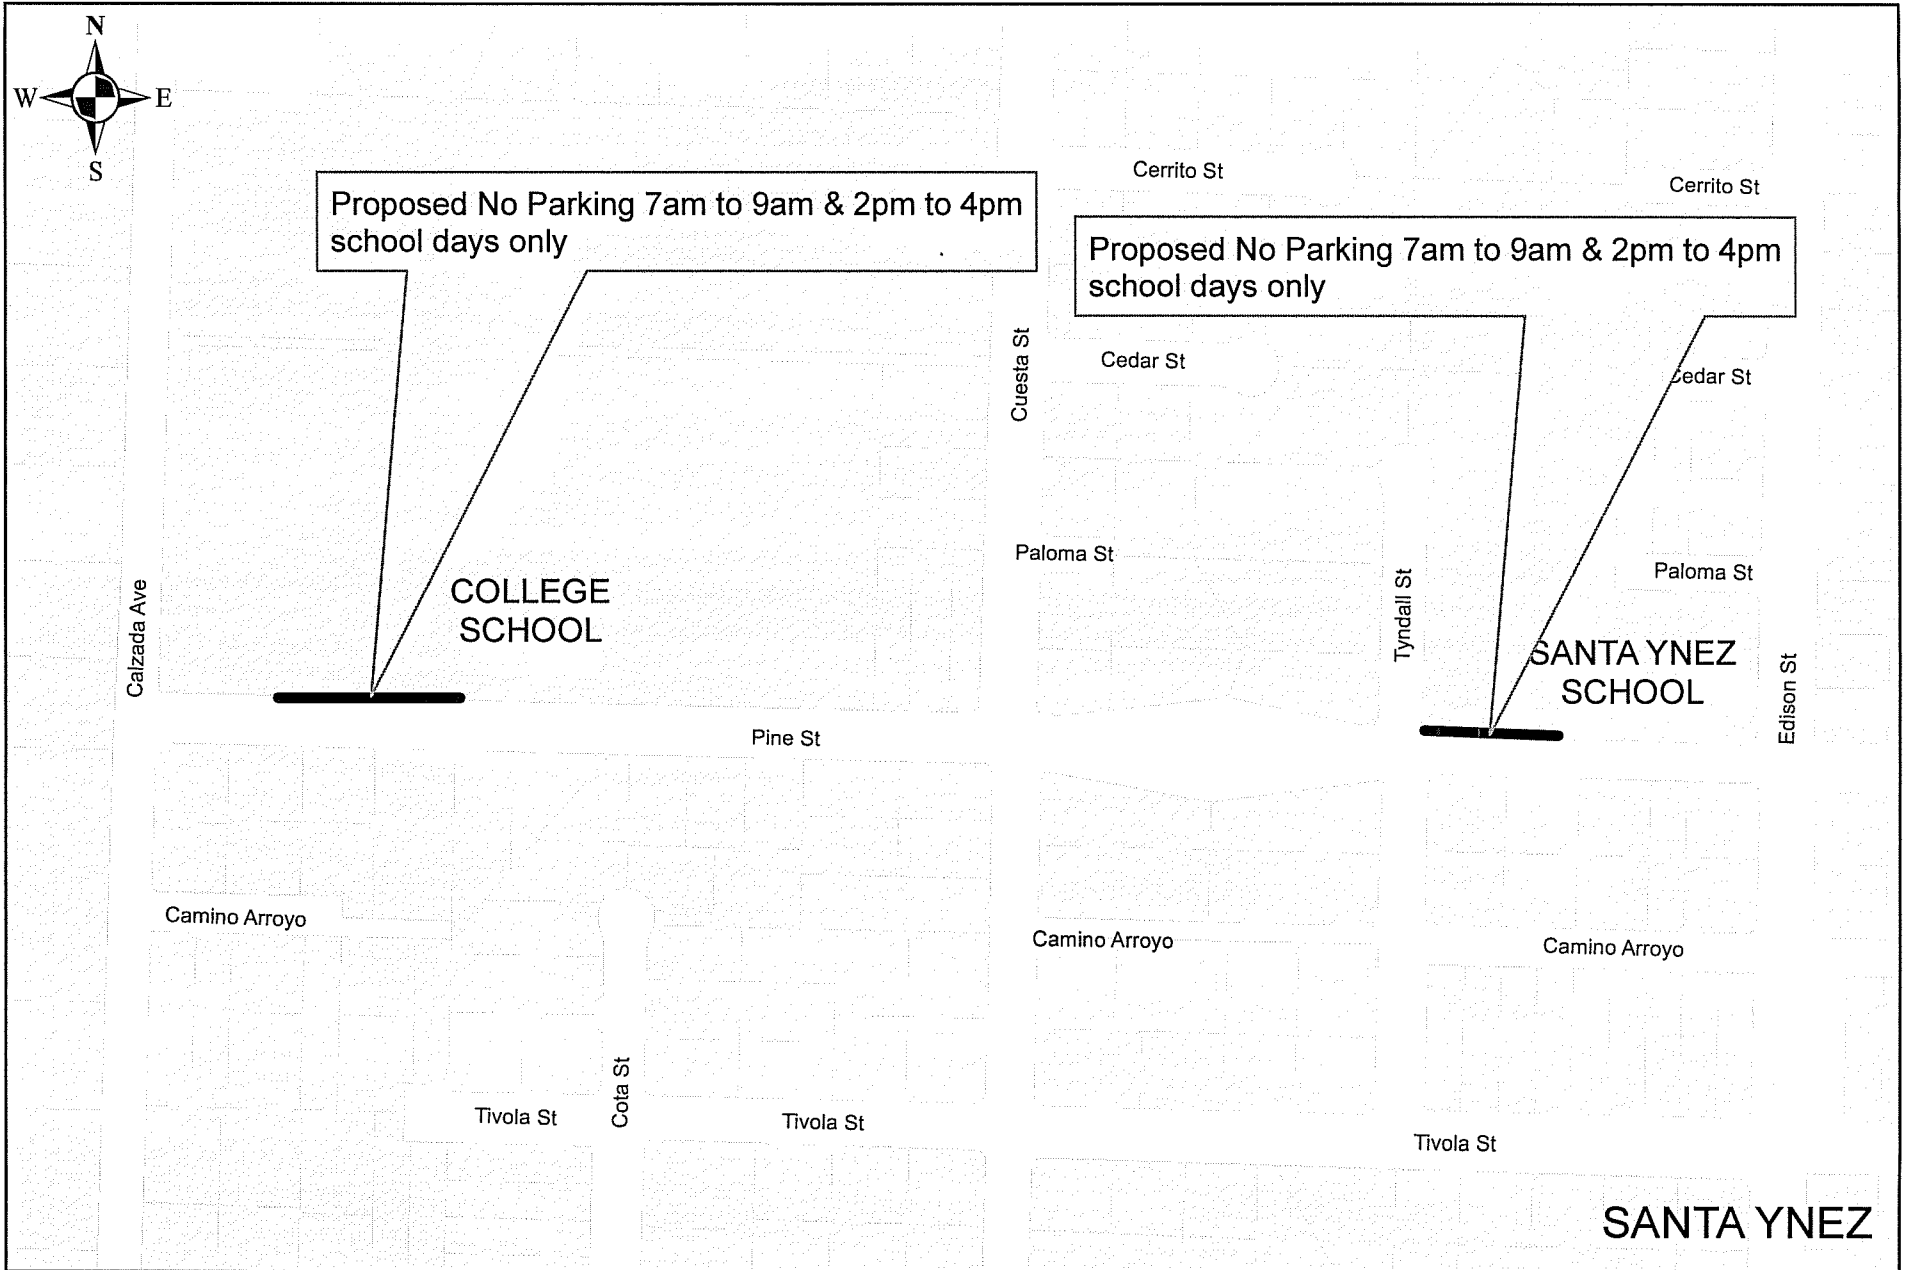 N
W
E
S
Proposed No Parking 7am to 9am & 2pm to 4pm
school days only
Cerrito St
Cerrito St
Proposed No Parking 7am to 9am & 2pm to 4pm
school days only
Cuesta St
Cedar St
Cedar St
Paloma St
Paloma St
Calzada Ave
COLLEGE
SCHOOL
Tyndall St
SANTA YNEZ
SCHOOL
Edison St
Pine St
Camino Arroyo
Camino Arroyo
Camino Arroyo
Cota St
Tivola St
Tivola St
Tivola St
SANTA YNEZ